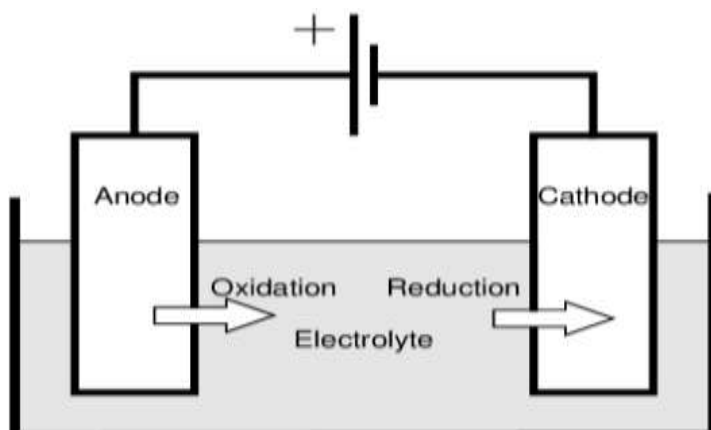 +
Anode
Cathode
Oxidation
Reduction
Electrolyte